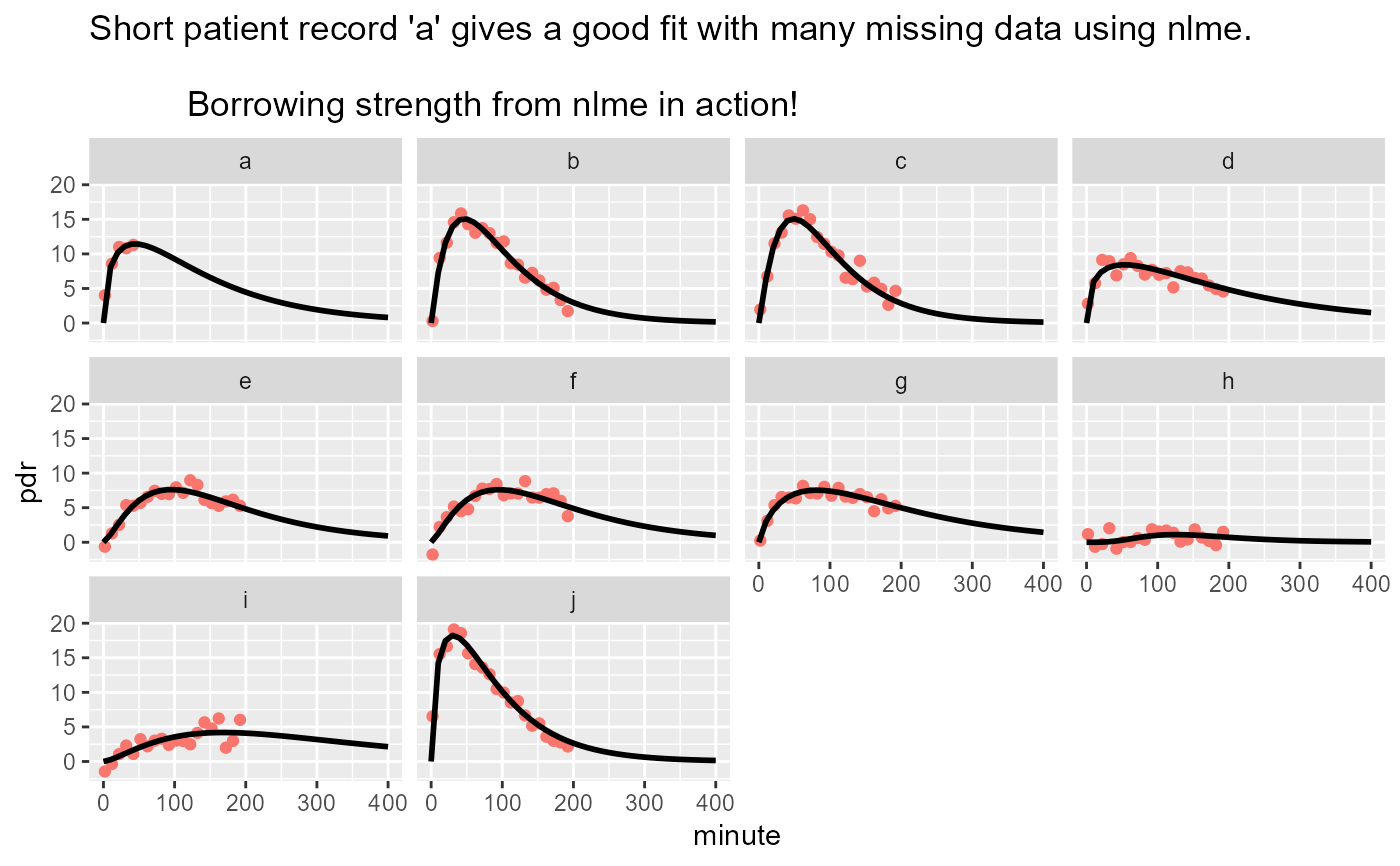 Short patient record 'a' gives a good fit with many missing data using nlme.
Borrowing strength from nlme in action!
a b c d
20
15
10
5
0
e f g h
20
15
10
5
0
0 100 200 300 400 0 100 200 300 400
i j
20
15
10
5
0
0 100 200 300 400 0 100 200 300 400
pdr
minute